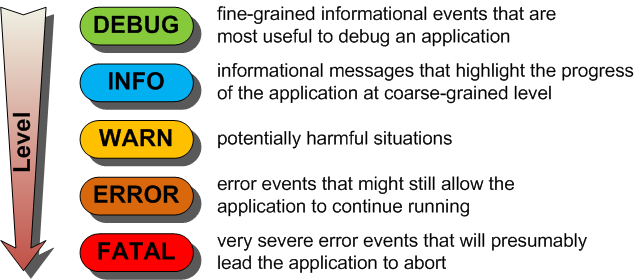 Level
DEBUG
fine-grained informational events that are
most useful to debug an application
INFO
informational messages that highlight the progress
of the application at coarse-grained level
WARN
potentially harmful situations
ERROR
error events that might still allow the
application to continue running
FATAL
very severe error events that will presumably
lead the application to abort